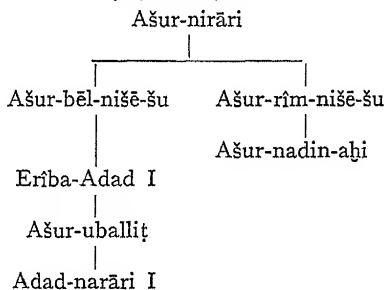 Ašur-nirāri
Ašur-bēl-nišē-šu Ašur-rîm-nišē-šu
Ašur-nadin-aḫi
Erîba-Adad I
Ašur-uballiṭ
Adad-narāri I